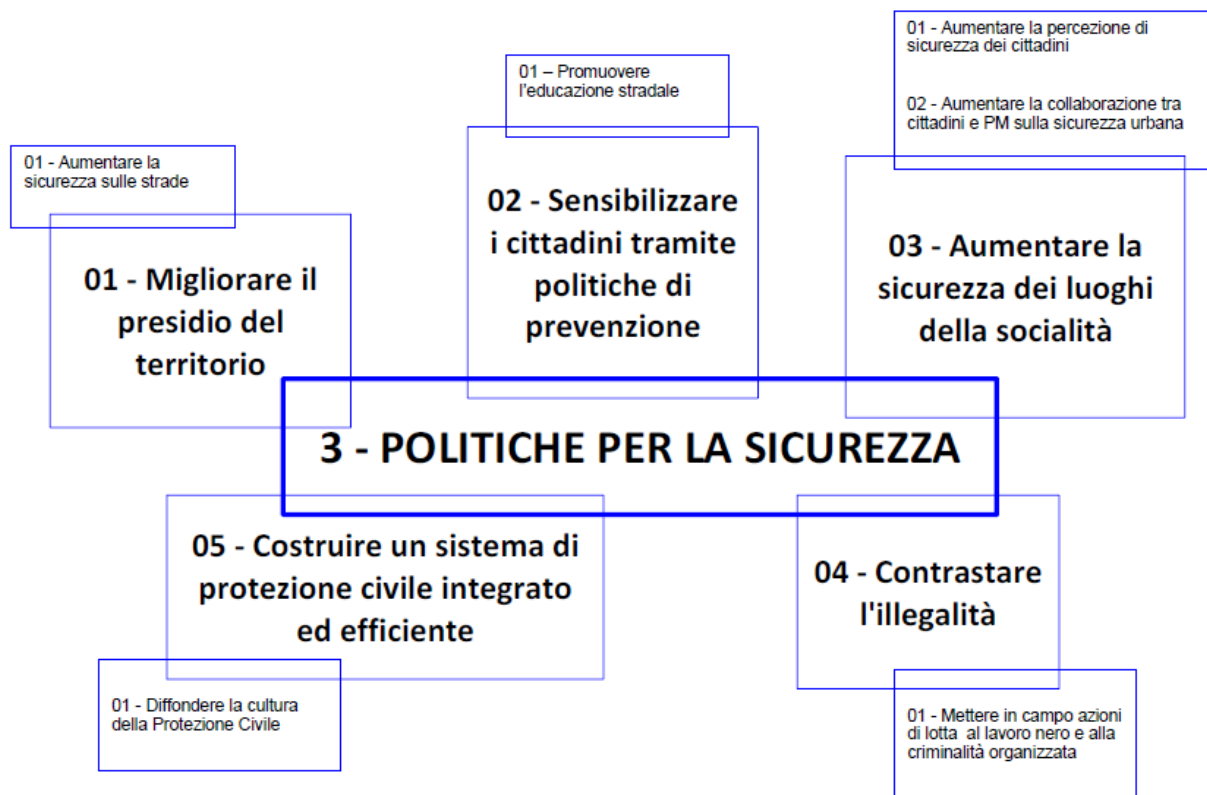 01 - Aumentare la
sicurezza sulle strade
01 - Migliorare il
presidio del
territorio
01 – Promuovere
l'educazione stradale
02 - Sensibilizzare
i cittadini tramite
politiche di
prevenzione
01 - Aumentare la percezione di
sicurezza dei cittadini
02 - Aumentare la collaborazione tra
cittadini e PM sulla sicurezza urbana
03 - Aumentare la
sicurezza dei luoghi
della socialità
3 - POLITICHE PER LA SICUREZZA
05 - Costruire un sistema di
protezione civile integrato
ed efficiente
01 - Diffondere la cultura
della Protezione Civile
04 - Contrastare
l'illegalità
01 - Mettere in campo azioni
di lotta  al lavoro nero e alla
criminalità organizzata